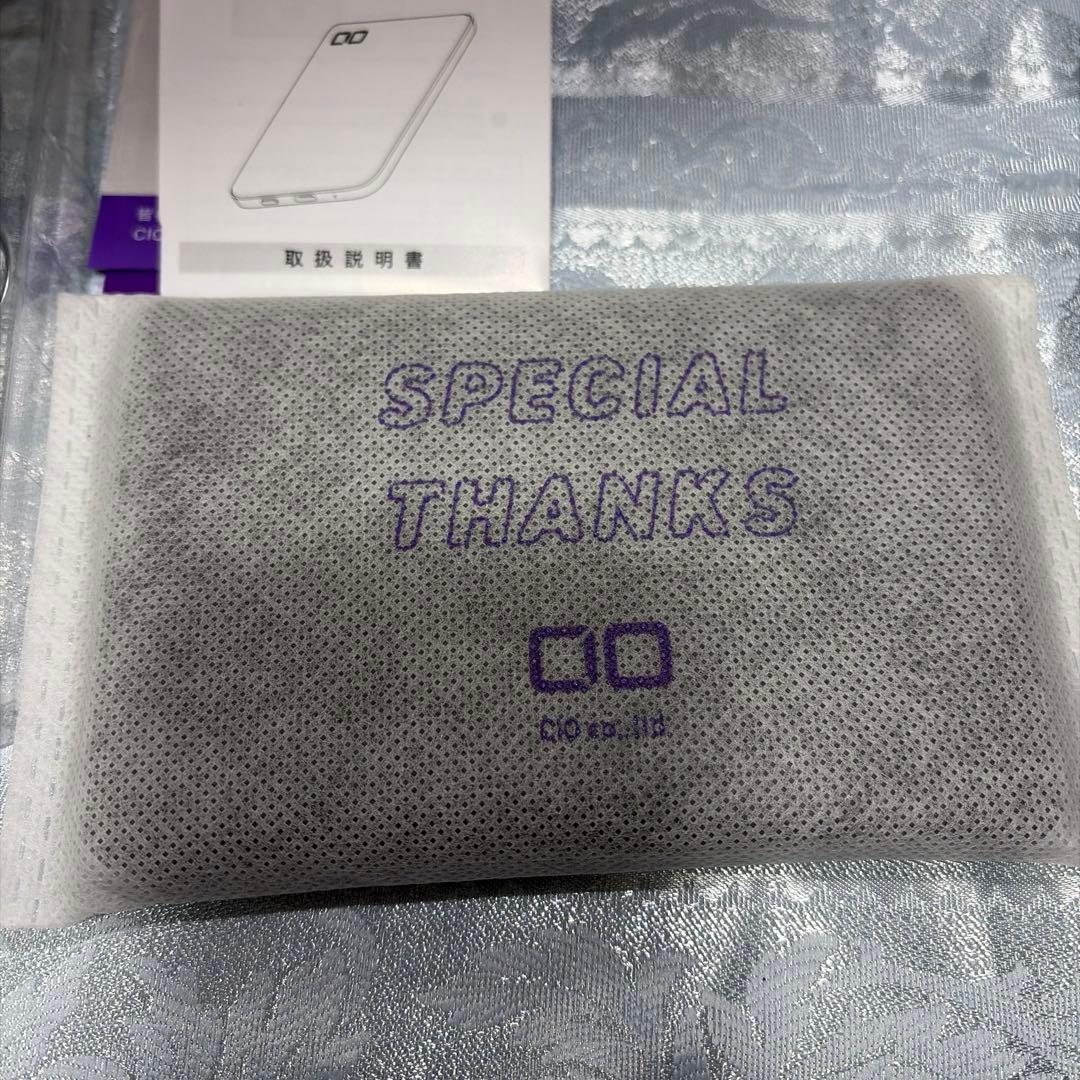 取扱説明書
CIO
SPECIAL
THANKS
CIO co.,ltd